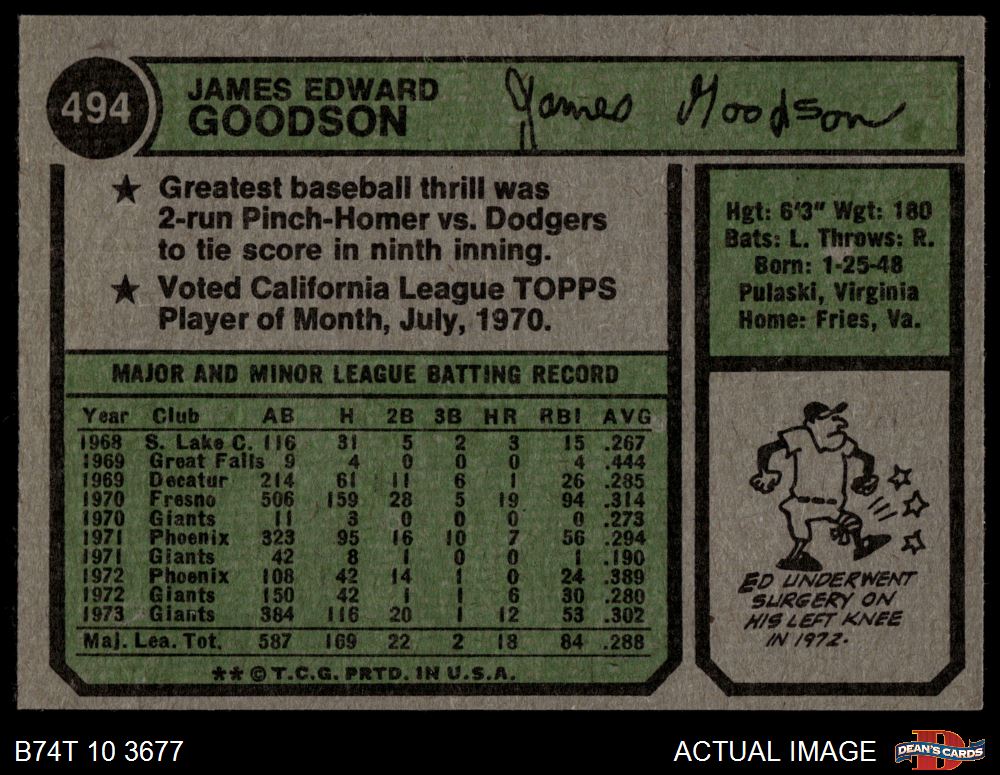 494
JAMES EDWARD
GOODSON
James Goodson
★ Greatest baseball thrill was
2-run Pinch-Homer vs. Dodgers
to tie score in ninth inning.
★ Voted California League TOPPS
Player of Month, July, 1970.
Hgt: 6'3" Wgt: 180
Bats: L. Throws: R.
Born: 1-25-48
Pulaski, Virginia
Home: Fries, Va.
MAJOR AND MINOR LEAGUE BATTING RECORD
Year Club AB H 2B 3B HR RBI AVG
1968 S. Lake C. 116 31 5 2 3 15 .267
1969 Great Falls 9 4 0 0 0 4 .444
1969 Decatur 214 61 11 6 1 26 .285
1970 Fresno 506 159 28 5 19 94 .314
1970 Giants 11 3 0 0 0 0 .273
1971 Phoenix 323 95 16 10 7 56 .294
1971 Giants 42 8 1 0 0 1 .190
1972 Phoenix 108 42 14 1 0 24 .389
1972 Giants 150 42 1 1 6 30 .280
1973 Giants 384 116 20 1 12 53 .302
Maj. Lea. Tot. 587 169 22 2 18 84 .288
** © T.C.G. PRTD. IN U.S.A.
ED UNDERWENT
SURGERY ON
HIS LEFT KNEE
IN 1972.
B74T 10 3677
ACTUAL IMAGE
D
DEAN'S CARDS